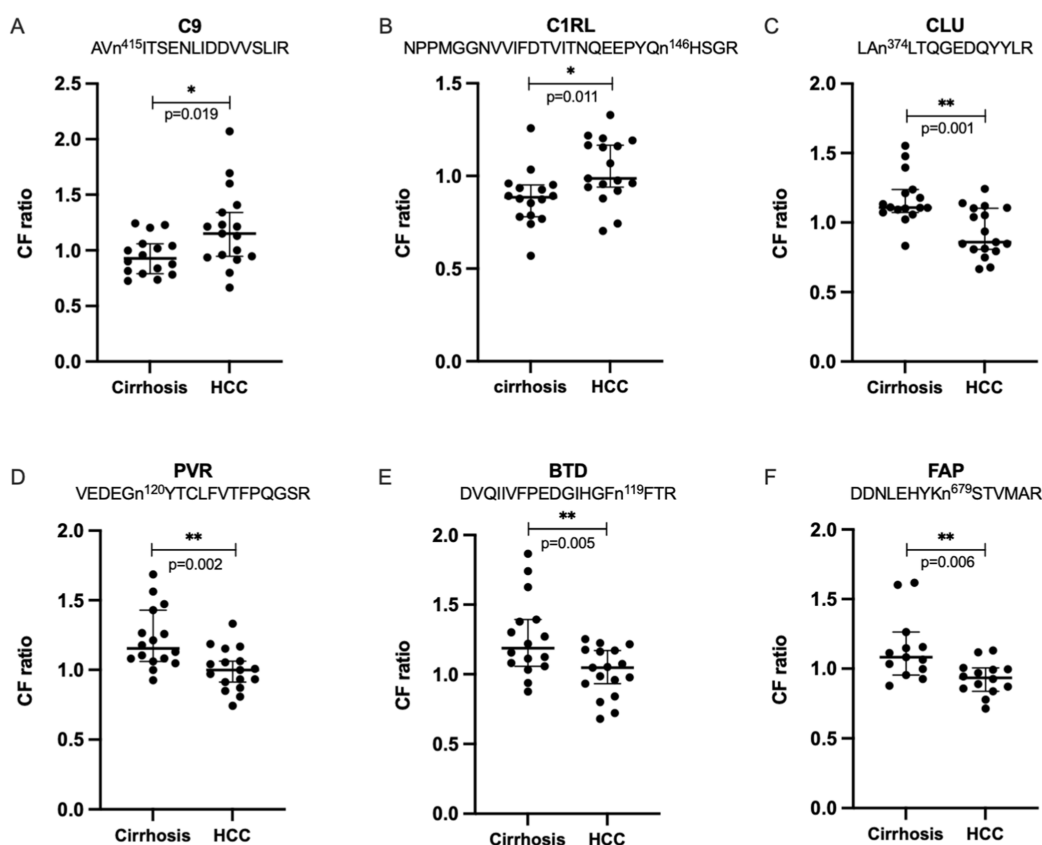 A
C9
AVn⁴¹⁵ITSENLIDDVVSLIR
2.5
2.0
1.5
1.0
0.5
0.0
CF ratio
*
p=0.019
Cirrhosis HCC
B
C1RL
NPPMGGNVVIFDTVITNQEEPYQn¹⁴⁶HSGR
1.5
1.0
0.5
0.0
CF ratio
*
p=0.011
cirrhosis HCC
C
CLU
LAn³⁷⁴LTQGEDQYYLR
2.0
1.5
1.0
0.5
0.0
CF ratio
**
p=0.001
Cirrhosis HCC
D
PVR
VEDEGn¹²⁰YTCLFVTFPQGSR
2.0
1.5
1.0
0.5
0.0
CF ratio
**
p=0.002
Cirrhosis HCC
E
BTD
DVQIIVFPEDGIHGFn¹¹⁹FTR
2.0
1.5
1.0
0.5
0.0
CF ratio
**
p=0.005
Cirrhosis HCC
F
FAP
DDNLEHYKn⁶⁷⁹STVMAR
2.0
1.5
1.0
0.5
0.0
CF ratio
**
p=0.006
Cirrhosis HCC